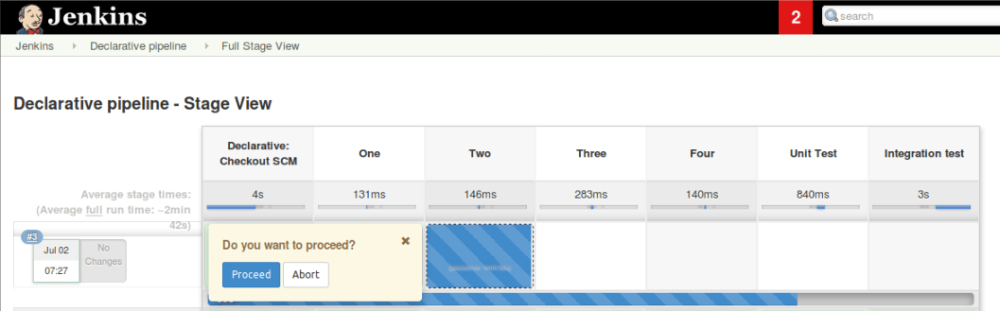 Jenkins
2
search
Jenkins
Declarative pipeline
Full Stage View
Declarative pipeline - Stage View
Declarative:
Checkout SCM
One
Two
Three
Four
Unit Test
Integration test
Average stage times:
(Average full run time: ~2min
42s)
4s
131ms
146ms
283ms
140ms
840ms
3s
#3
Jul 02
07:27
No
Changes
Do you want to proceed?
Proceed
Abort